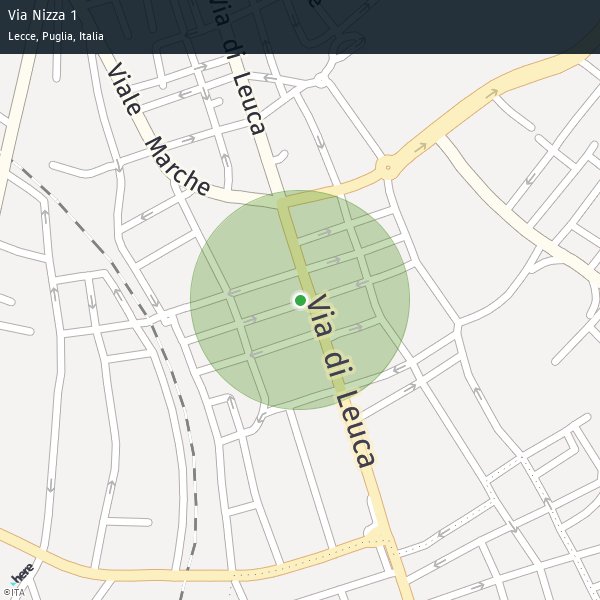 Via Nizza 1
Lecce, Puglia, Italia
Via di Leuca
Viale Marche
Via di Leuca
here
©ITA